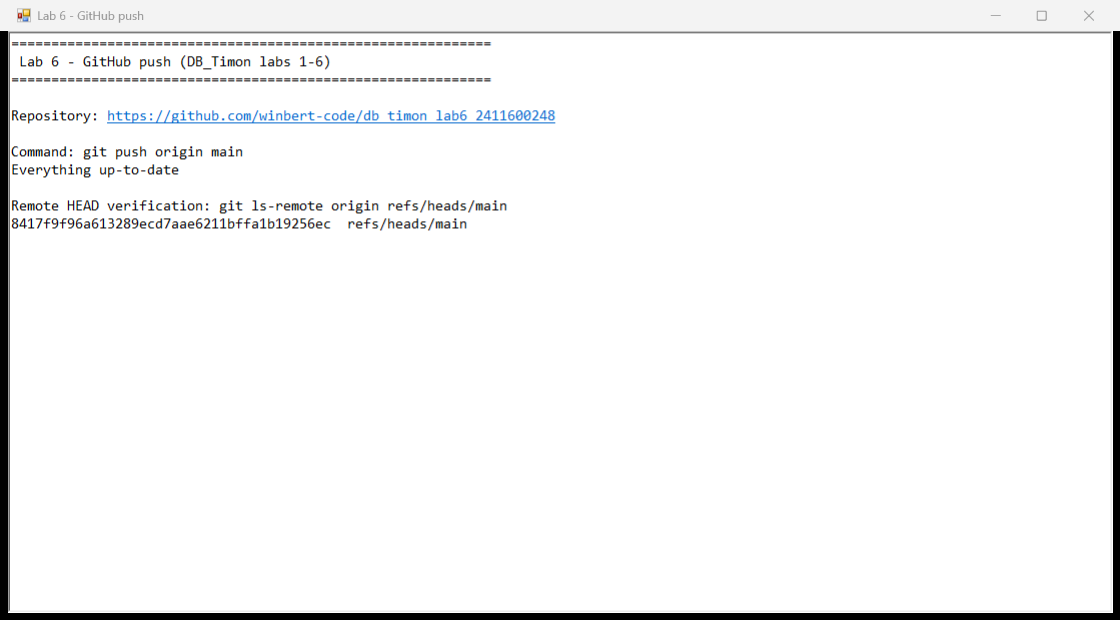 Lab 6 - GitHub push
============================================================
Lab 6 - GitHub push (DB_Timon labs 1-6)
============================================================
Repository: https://github.com/winbert-code/db_timon_lab6_2411600248
Command: git push origin main
Everything up-to-date
Remote HEAD verification: git ls-remote origin refs/heads/main
8417f9f96a613289ecd7aae6211bffa1b19256ec  refs/heads/main